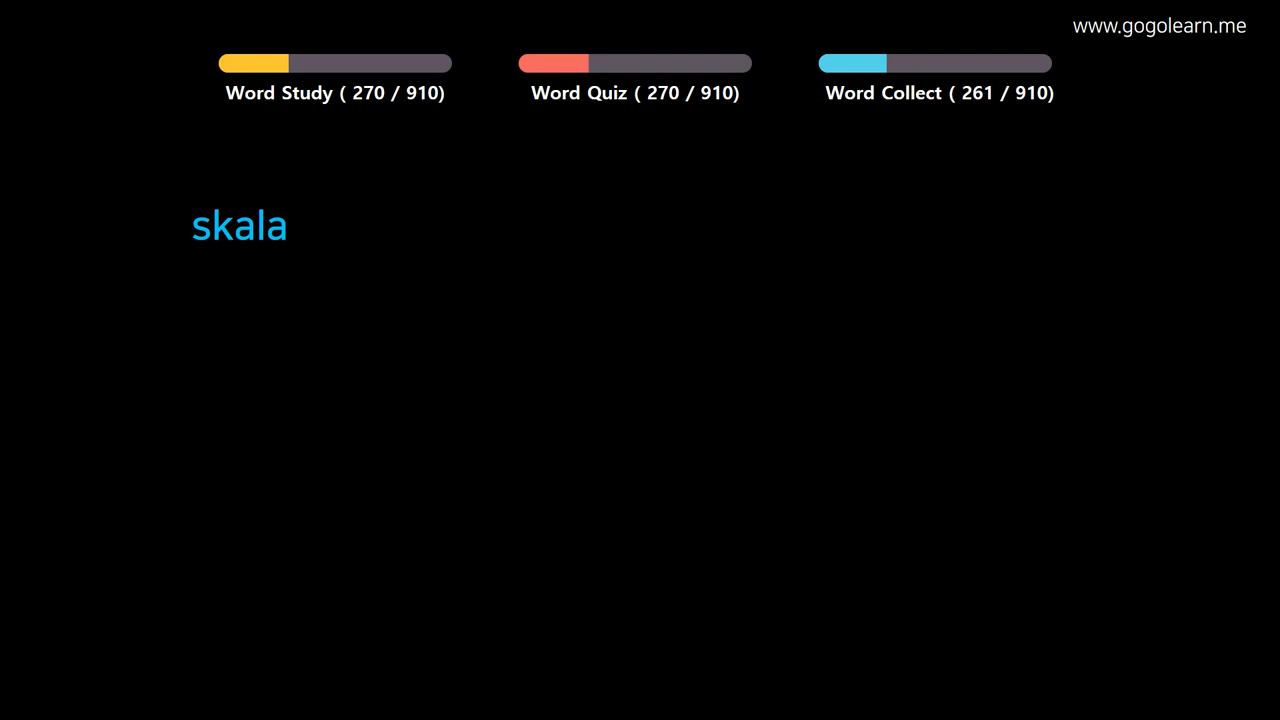 www.gogolearn.me
Word Study ( 270 / 910)
Word Quiz ( 270 / 910)
Word Collect ( 261 / 910)
skala